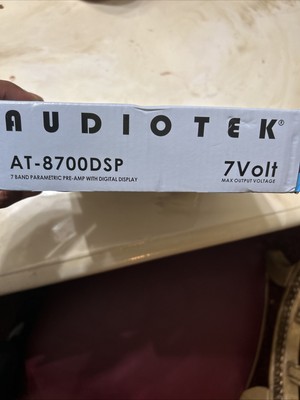 AUDIOTEK®
AT-8700DSP 7Volt
7 BAND PARAMETRIC PRE-AMP WITH DIGITAL DISPLAY MAX OUTPUT VOLTAGE